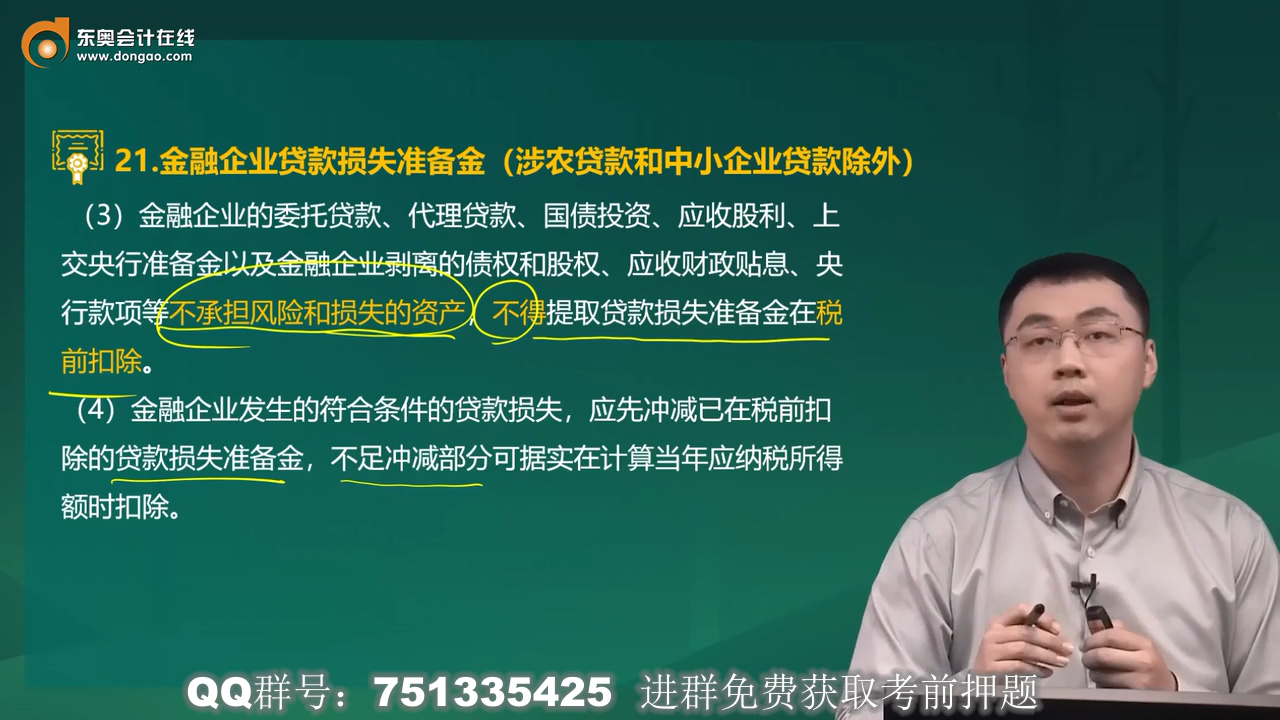 东奥会计在线
www.dongao.com
21.金融企业贷款损失准备金（涉农贷款和中小企业贷款除外）
（3）金融企业的委托贷款、代理贷款、国债投资、应收股利、上
交央行准备金以及金融企业剥离的债权和股权、应收财政贴息、央
行款项等不承担风险和损失的资产，不得提取贷款损失准备金在税
前扣除。
（4）金融企业发生的符合条件的贷款损失，应先冲减已在税前扣
除的贷款损失准备金，不足冲减部分可据实在计算当年应纳税所得
额时扣除。
QQ群号：751335425 进群免费获取考前押题